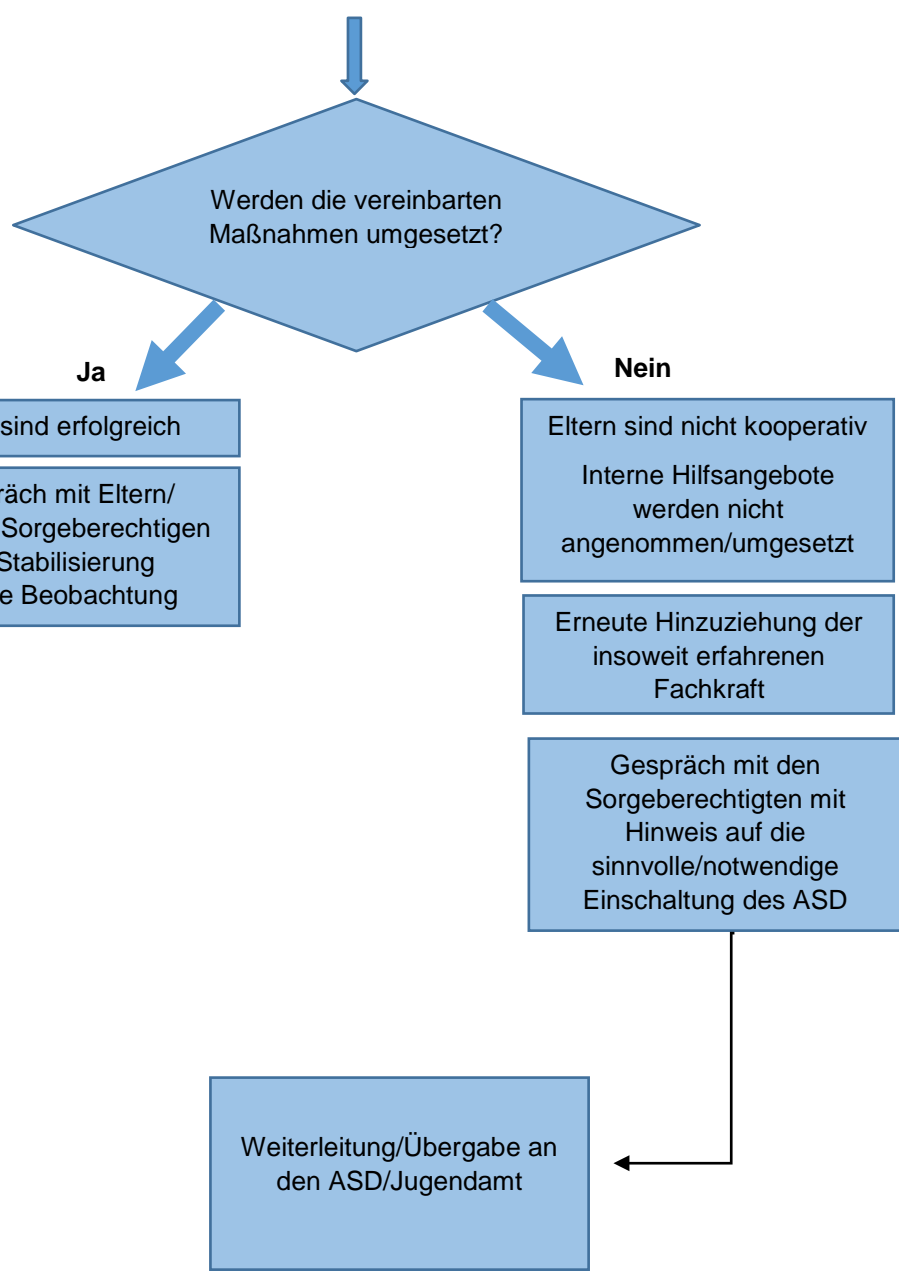 Werden die vereinbarten
Maßnahmen umgesetzt?
Ja
sind erfolgreich
mit Eltern/
Sorgeberechtigen
Stabilisierung
Beobachtung
Nein
Eltern sind nicht kooperativ
Interne Hilfsangebote
werden nicht
angenommen/umgesetzt
Erneute Hinzuziehung der
insoweit erfahrenen
Fachkraft
Gespräch mit den
Sorgeberechtigten mit
Hinweis auf die
sinnvolle/notwendige
Einschaltung des ASD
Weiterleitung/Übergabe an
den ASD/Jugendamt